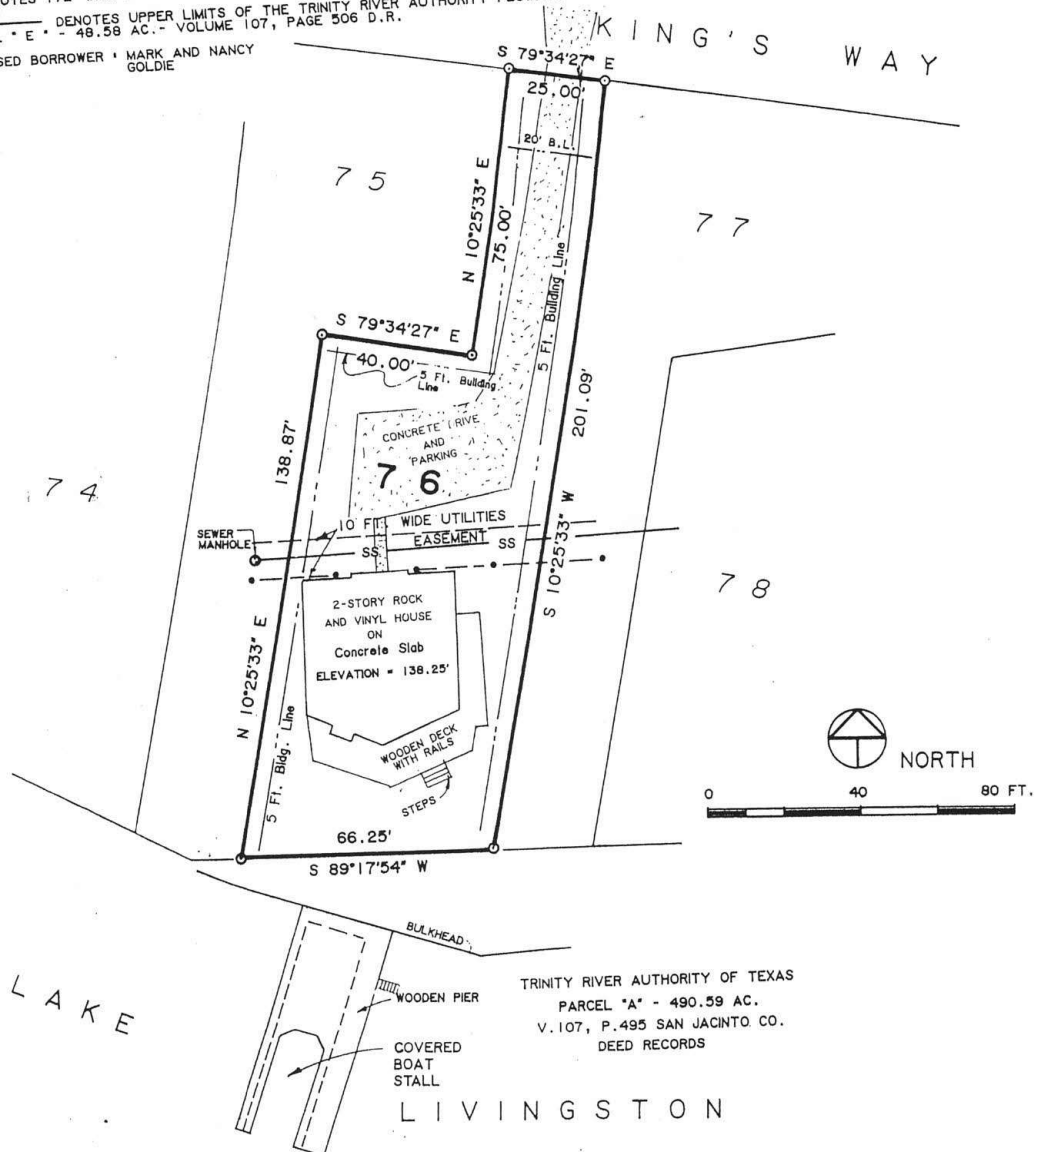 DENOTES UPPER LIMITS OF THE TRINITY RIVER AUTHORITY
" E " - 48.58 AC.- VOLUME 107, PAGE 506 D.R.
BORROWER : MARK AND NANCY
GOLDIE
KING'S WAY
S 79°34'27" E
25.00'
20' B.L.
75
N 10°25'33" E
75.00'
77
5 Ft. Building Line
S 79°34'27" E
40.00'
5 Ft. Building
Line
201.09'
S 10°25'33" W
138.87'
N 10°25'33" E
CONCRETE DRIVE
AND
PARKING
76
74
10 FT. WIDE UTILITIES
EASEMENT
SEWER
MANHOLE
SS
SS
78
2-STORY ROCK
AND VINYL HOUSE
ON
Concrete Slab
ELEVATION = 138.25'
5 Ft. Bldg. Line
WOODEN DECK
WITH RAILS
STEPS
NORTH
0 40 80 FT.
66.25'
S 89°17'54" W
BULKHEAD
LAKE
WOODEN PIER
TRINITY RIVER AUTHORITY OF TEXAS
PARCEL "A" - 490.59 AC.
V.107, P.495 SAN JACINTO CO.
DEED RECORDS
COVERED
BOAT
STALL
LIVINGSTON